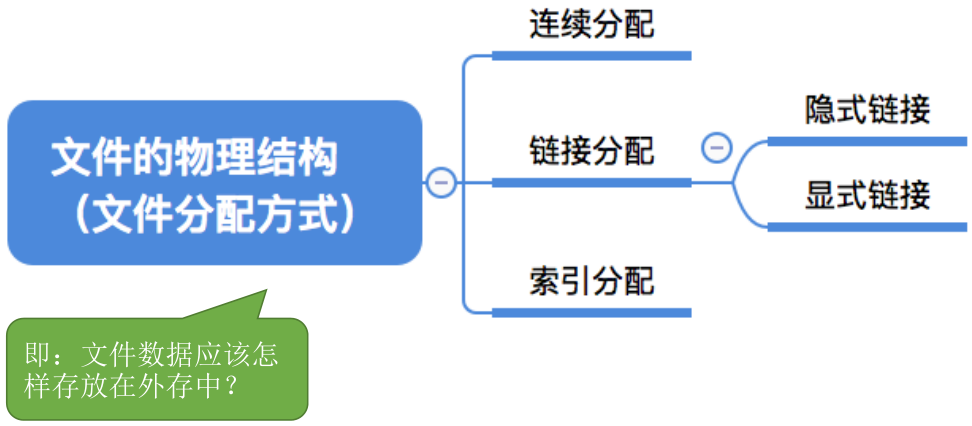 文件的物理结构
（文件分配方式）
连续分配
链接分配
隐式链接
显式链接
索引分配
即：文件数据应该怎
样存放在外存中？